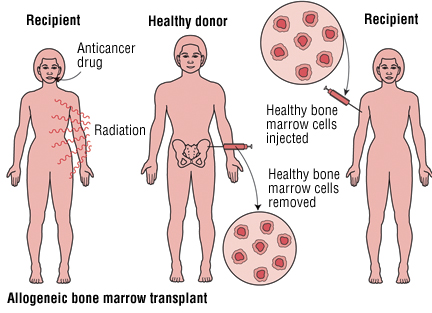 Recipient
Healthy donor
Recipient
Anticancer
drug
Radiation
Healthy bone
marrow cells
injected
Healthy bone
marrow cells
removed
Allogeneic bone marrow transplant